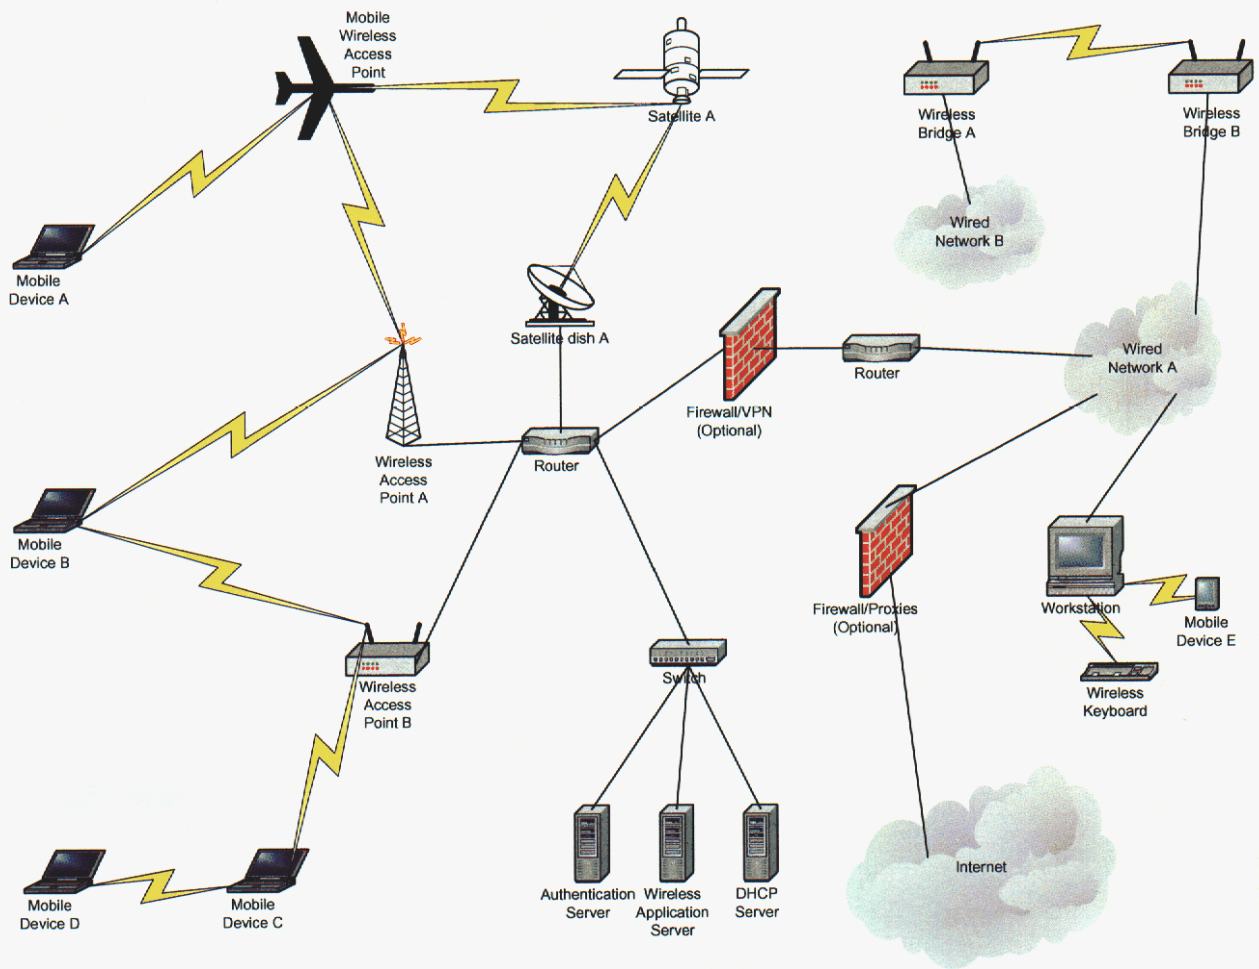 Mobile
Wireless
Access
Point
Satellite A
Wireless
Bridge A
Wireless
Bridge B
Wired
Network B
Mobile
Device A
Satellite dish A
Wired
Network A
Router
Firewall/VPN
(Optional)
Wireless
Access
Point A
Router
Mobile
Device B
Firewall/Proxies
(Optional)
Workstation
Mobile
Device E
Wireless
Keyboard
Wireless
Access
Point B
Switch
Internet
Authentication
Server
Wireless
Application
Server
DHCP
Server
Mobile
Device D
Mobile
Device C